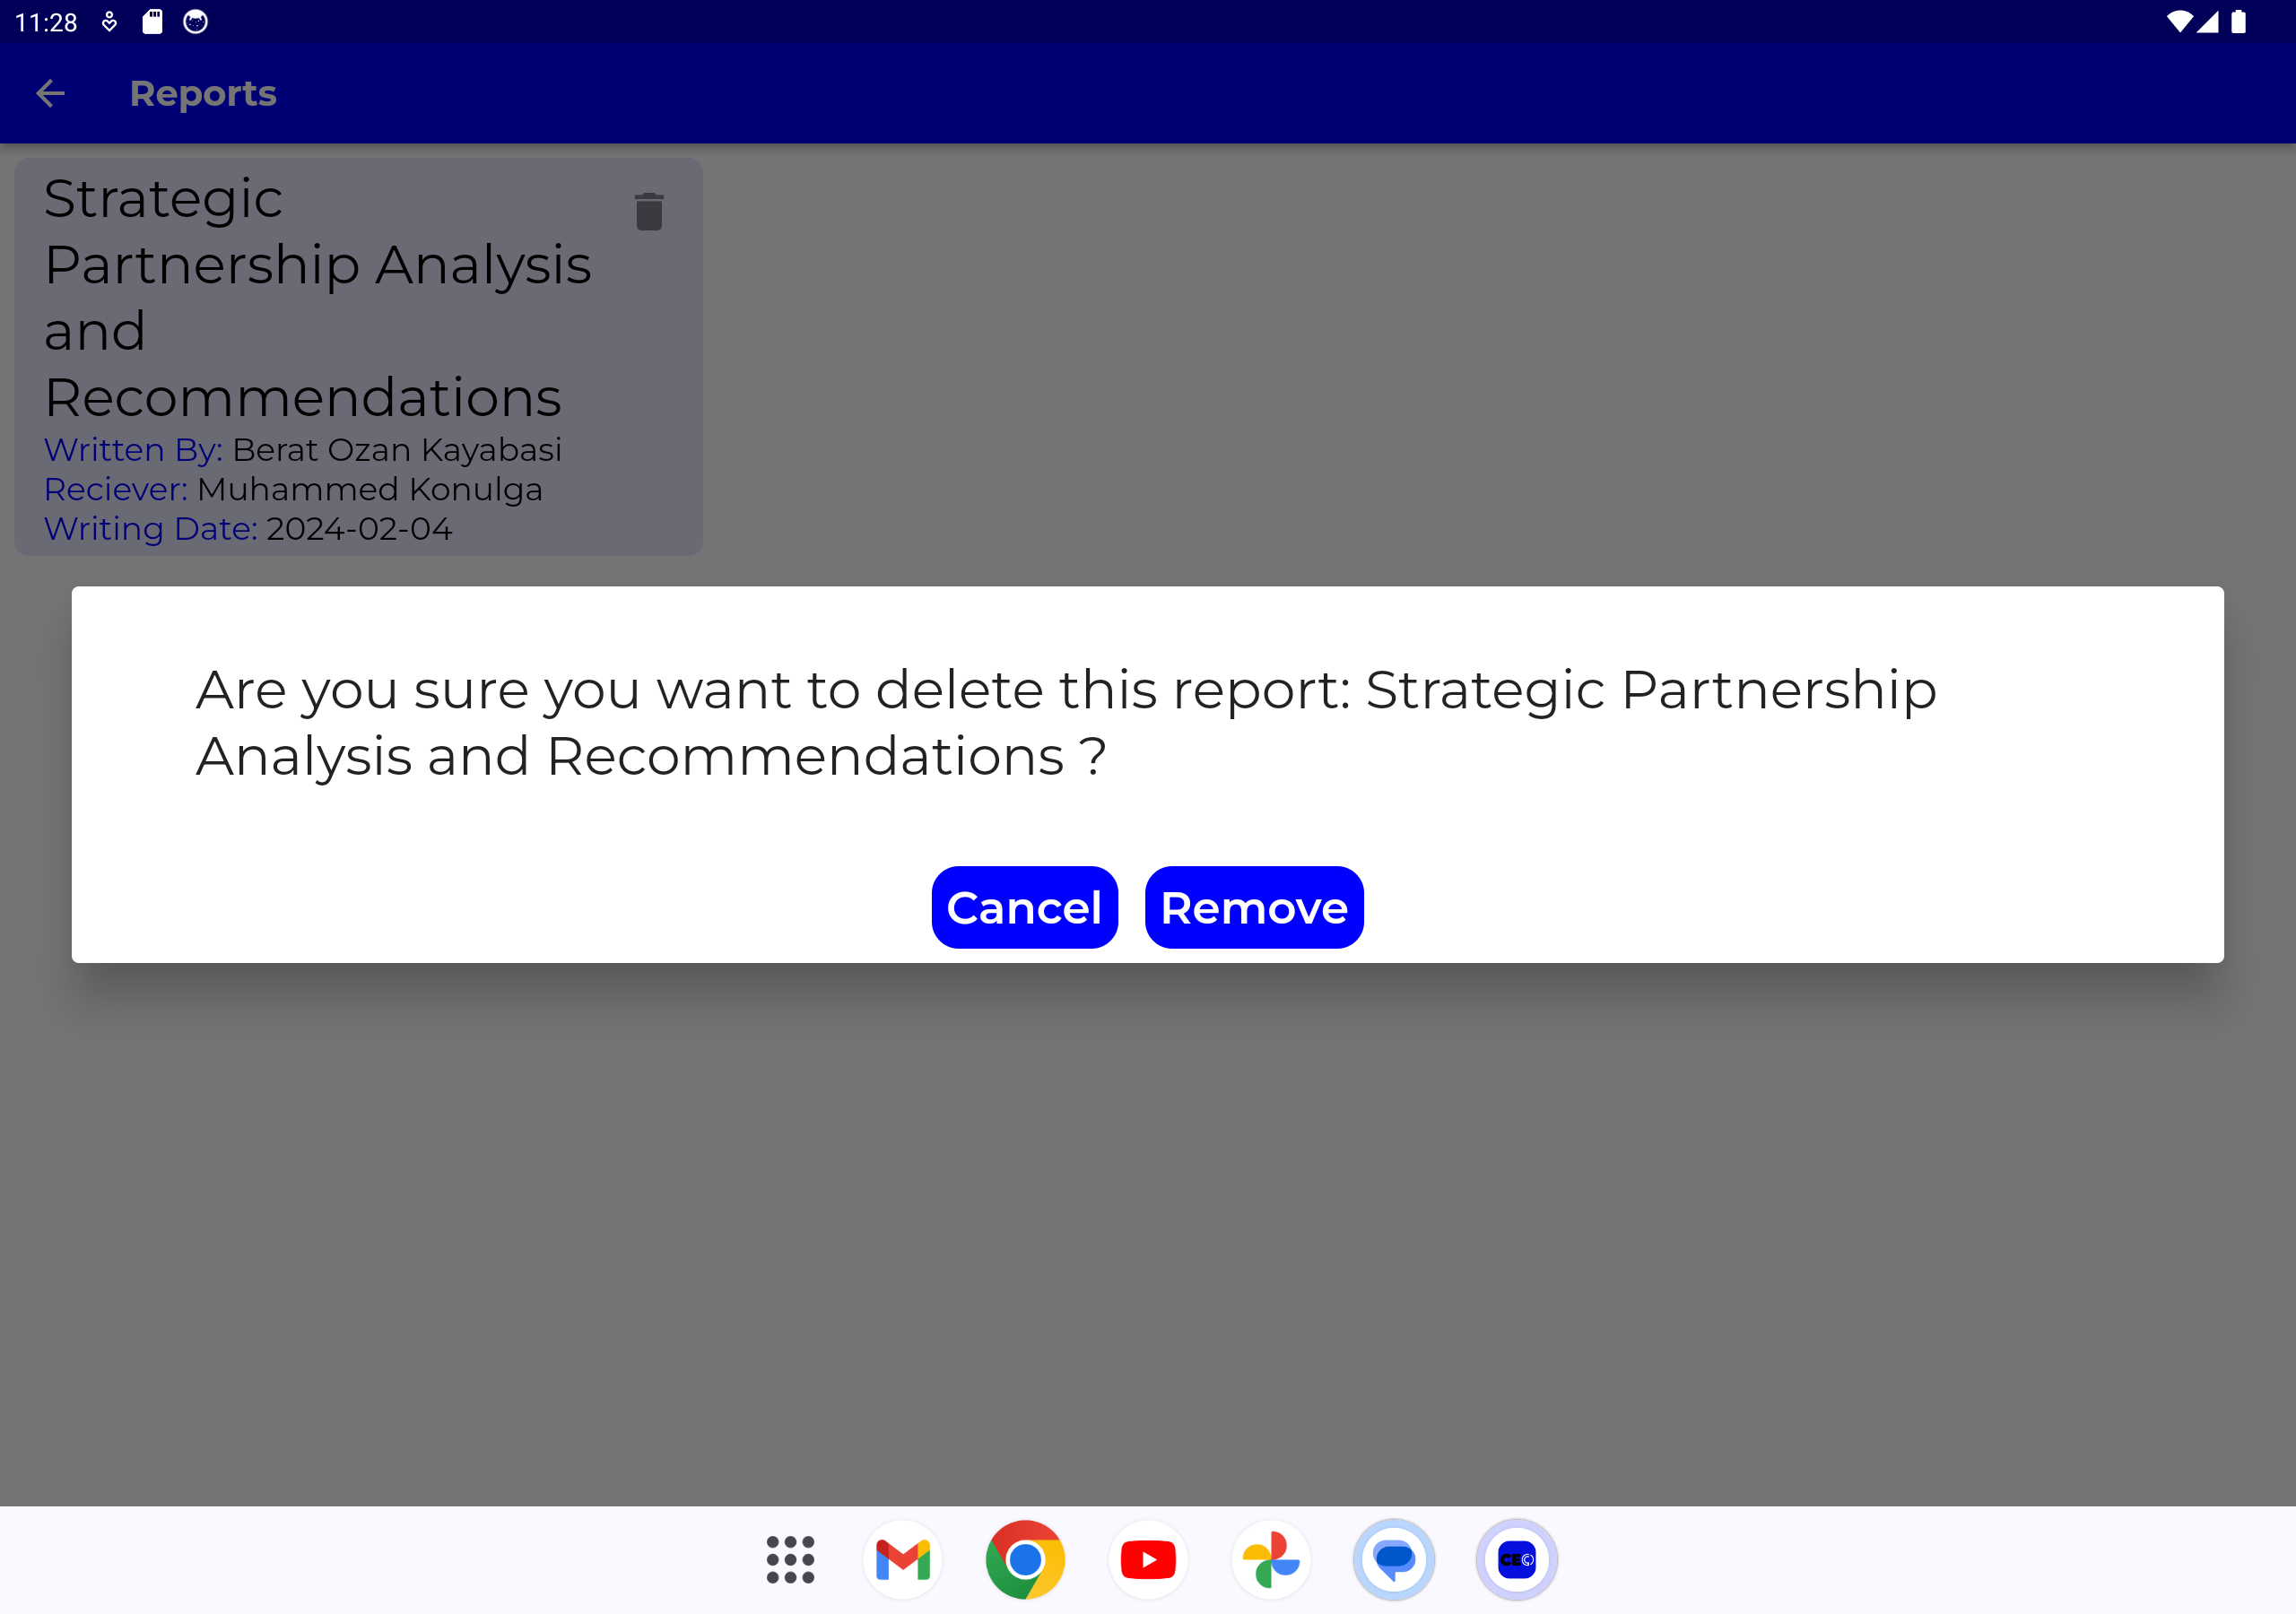 11:28
Reports
Strategic
Partnership Analysis
and
Recommendations
Written By: Berat Ozan Kayabasi
Reciever: Muhammed Konulga
Writing Date: 2024-02-04
Are you sure you want to delete this report: Strategic Partnership
Analysis and Recommendations ?
Cancel Remove
CEO